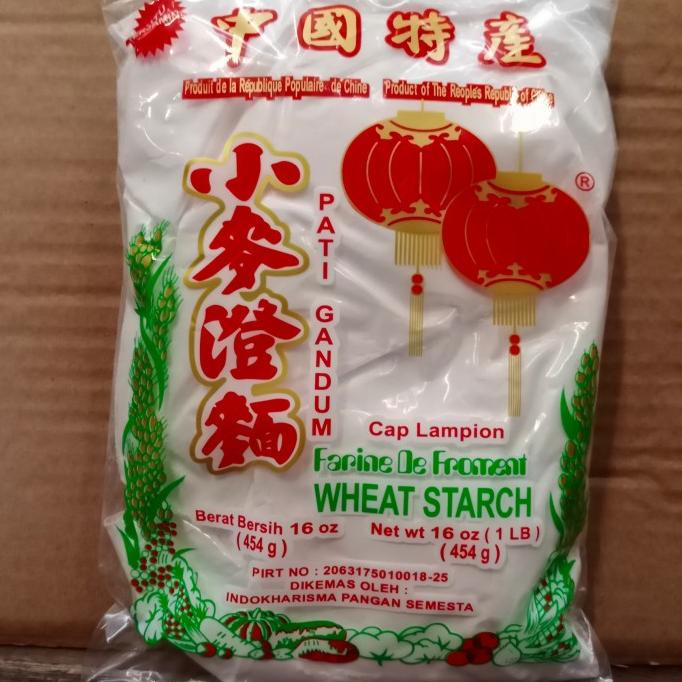 中國特產
Produit de la République Populaire de Chine
Product of The Reople's Republic of China
小麥澄麵
PATI GANDUM
®
Cap Lampion
Farine De Froment
WHEAT STARCH
Berat Bersih 16 oz
(454 g)
Net wt 16 oz (1 LB)
(454 g)
PIRT NO : 2063175010018-25
DIKEMAS OLEH :
INDOKHARISMA PANGAN SEMESTA